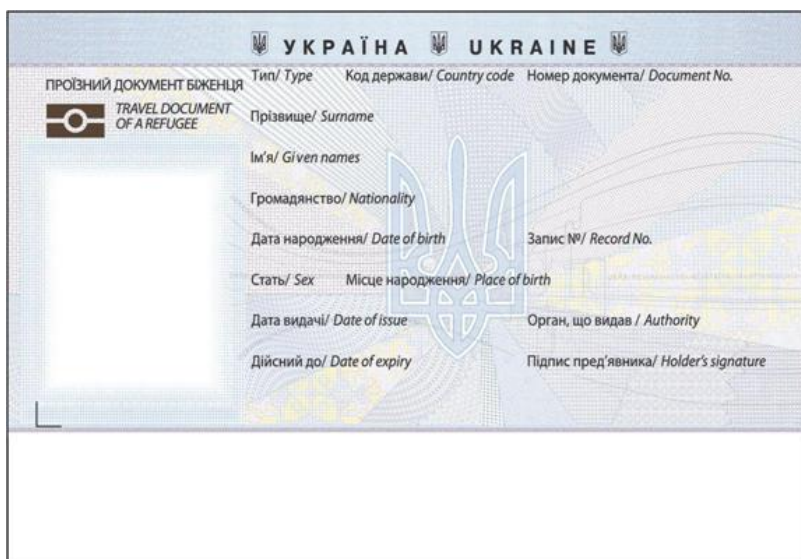 УКРАЇНА UKRAINE
ПРОЇЗНИЙ ДОКУМЕНТ БІЖЕНЦЯ
TRAVEL DOCUMENT
OF A REFUGEE
Тип/ Type Код держави/ Country code Номер документа/ Document No.
Прізвище/ Surname
Ім'я/ Given names
Громадянство/ Nationality
Дата народження/ Date of birth Запис №/ Record No.
Стать/ Sex Місце народження/ Place of birth
Дата видачі/ Date of issue Орган, що видав / Authority
Дійсний до/ Date of expiry Підпис пред'явника/ Holder's signature